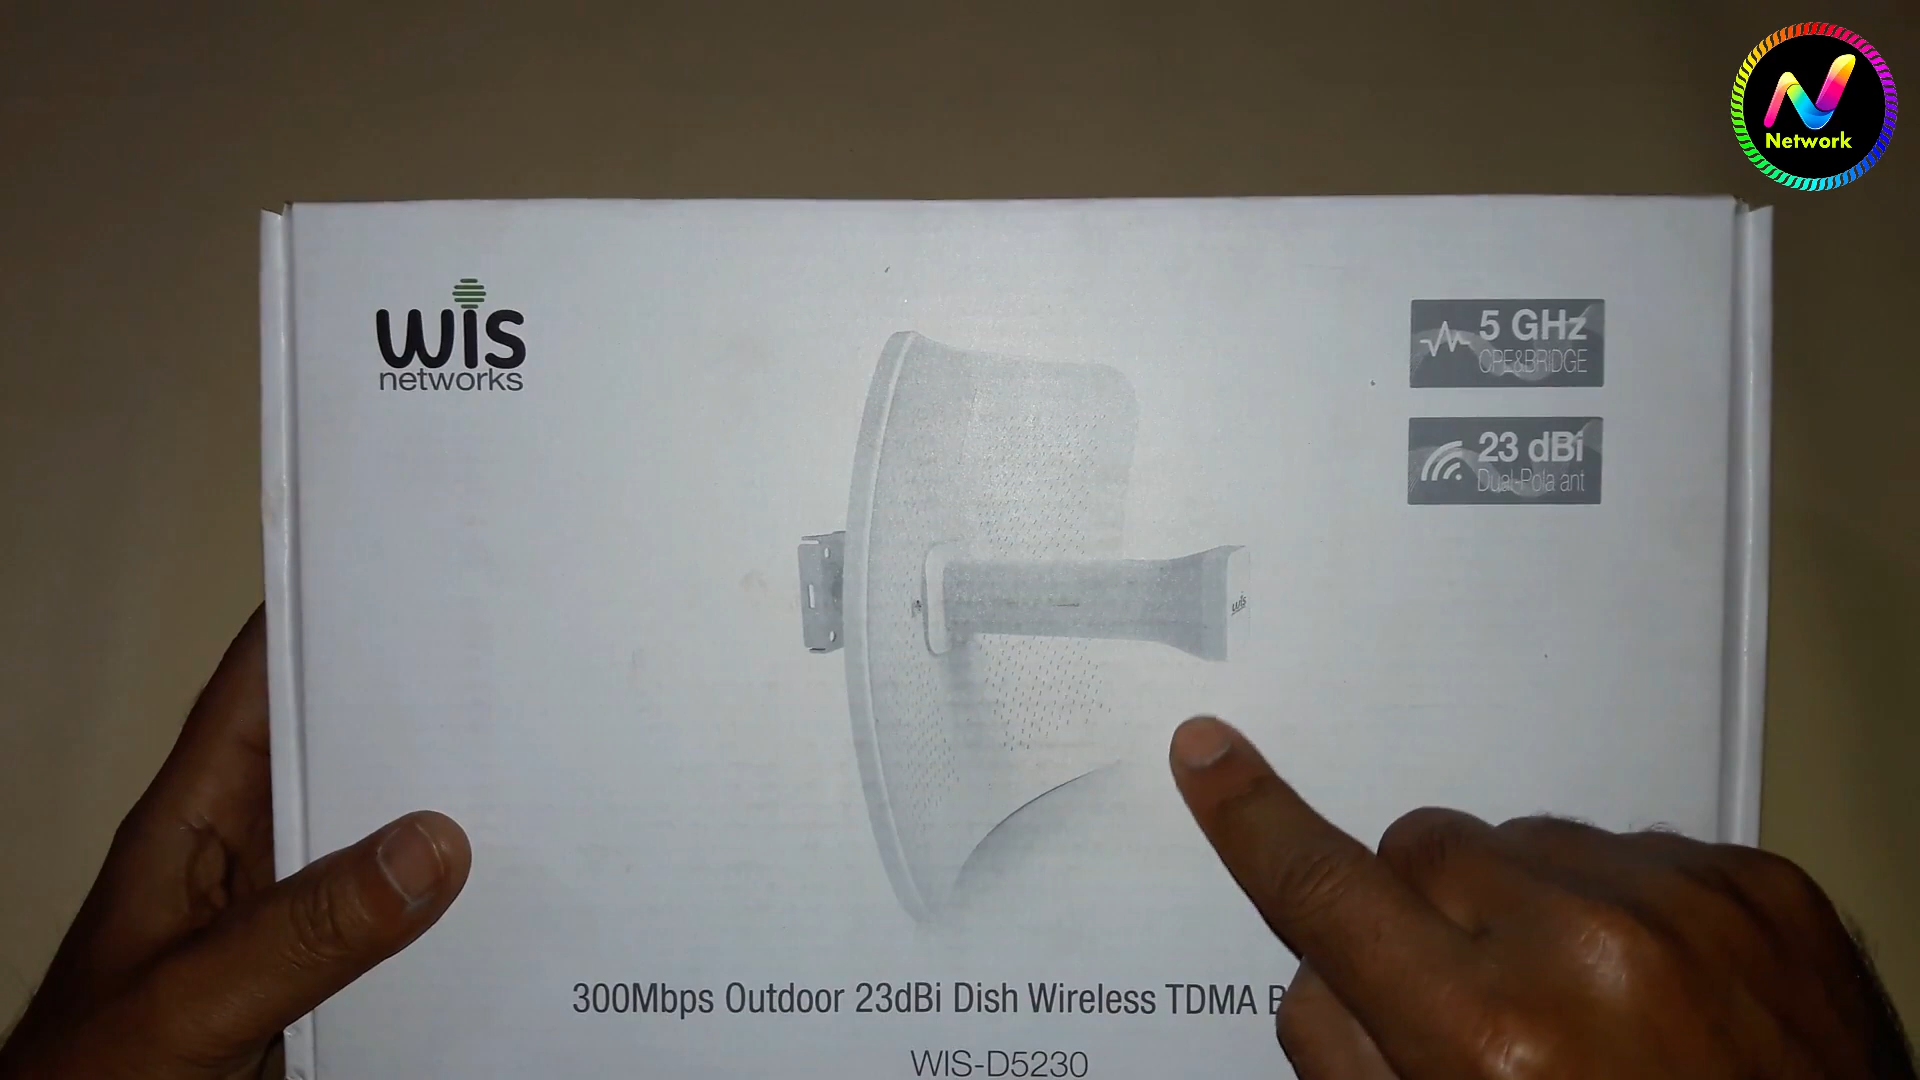 Network
wis
networks
5 GHz
CPE&BRIDGE
23 dBi
Dual-Pola ant
wis
300Mbps Outdoor 23dBi Dish Wireless TDMA
WIS-D5230